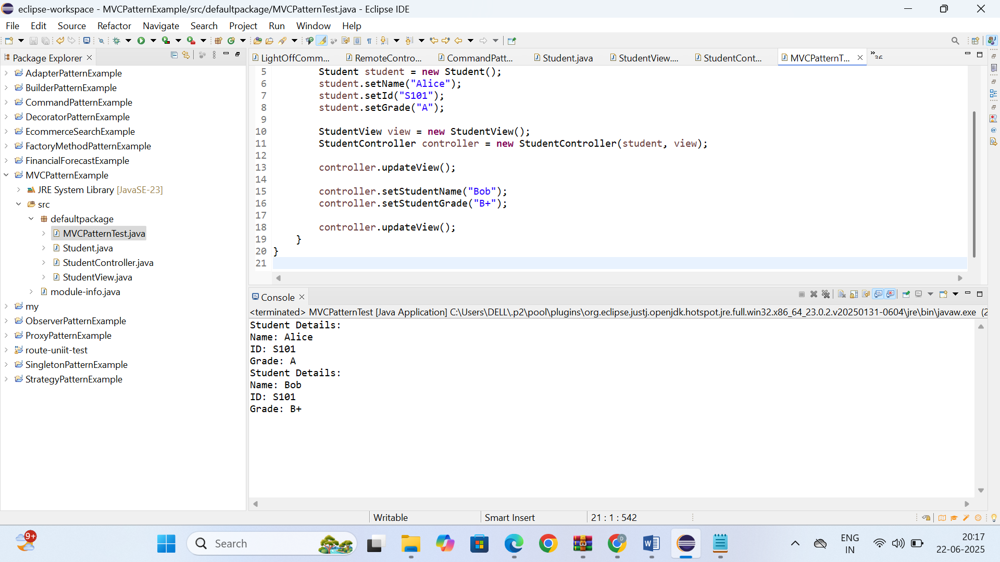 eclipse-workspace - MVCPatternExample/src/defaultpackage/MVCPatternTest.java - Eclipse IDE
File Edit Source Refactor Navigate Search Project Run Window Help
Package Explorer
AdapterPatternExample
BuilderPatternExample
CommandPatternExample
DecoratorPatternExample
EcommerceSearchExample
FactoryMethodPatternExample
FinancialForecastExample
MVCPatternExample
JRE System Library [JavaSE-23]
src
defaultpackage
MVCPatternTest.java
Student.java
StudentController.java
StudentView.java
module-info.java
my
ObserverPatternExample
ProxyPatternExample
route-uniit-test
SingletonPatternExample
StrategyPatternExample
LightOffComm... RemoteContro... CommandPatt... Student.java StudentView.... StudentCont... MVCPatternT... »36
5 Student student = new Student();
6 student.setName("Alice");
7 student.setId("S101");
8 student.setGrade("A");
9
10 StudentView view = new StudentView();
11 StudentController controller = new StudentController(student, view);
12
13 controller.updateView();
14
15 controller.setStudentName("Bob");
16 controller.setStudentGrade("B+");
17
18 controller.updateView();
19 }
20 }
21
Console
<terminated> MVCPatternTest [Java Application] C:\Users\DELL\.p2\pool\plugins\org.eclipse.justj.openjdk.hotspot.jre.full.win32.x86_64_23.0.2.v20250131-0604\jre\bin\javaw.exe (2
Student Details:
Name: Alice
ID: S101
Grade: A
Student Details:
Name: Bob
ID: S101
Grade: B+
Writable Smart Insert 21 : 1 : 542
9+
Search
ENG
IN
20:17
22-06-2025